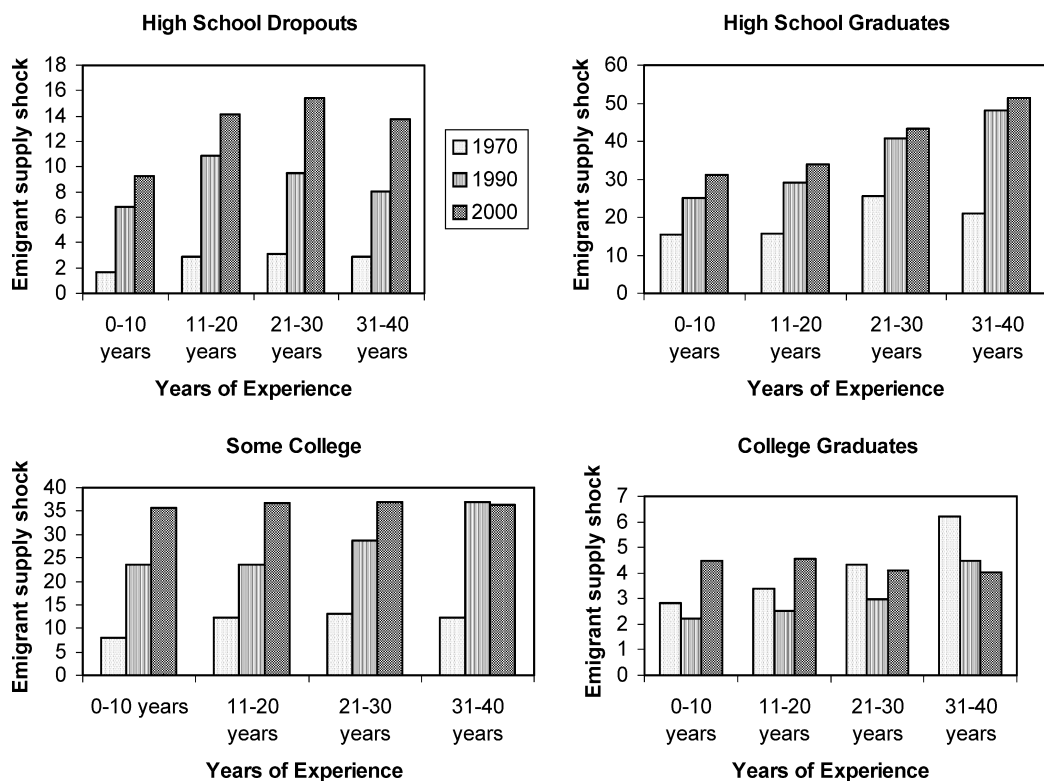 High School Dropouts
Emigrant supply shock
18
16
14
12
10
8
6
4
2
0
0-10 years
11-20 years
21-30 years
31-40 years
Years of Experience
1970
1990
2000
High School Graduates
Emigrant supply shock
60
50
40
30
20
10
0
0-10 years
11-20 years
21-30 years
31-40 years
Years of Experience
Some College
Emigrant supply shock
40
35
30
25
20
15
10
5
0
0-10 years
11-20 years
21-30 years
31-40 years
Years of Experience
College Graduates
Emigrant supply shock
7
6
5
4
3
2
1
0
0-10 years
11-20 years
21-30 years
31-40 years
Years of Experience